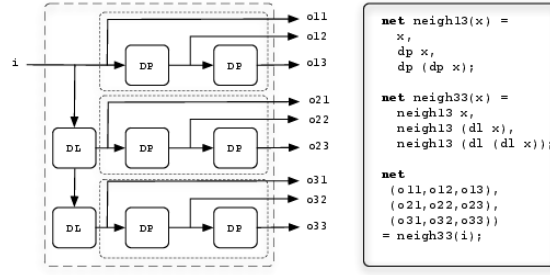 i
o11
o12
DP
DP
o13
o21
o22
DL
DP
DP
o23
o31
o32
DL
DP
DP
o33
net neigh13(x) =
x,
dp x,
dp (dp x);
net neigh33(x) =
neigh13 x,
neigh13 (dl x),
neigh13 (dl (dl x));
net
(o11,o12,o13),
(o21,o22,o23),
(o31,o32,o33))
= neigh33(i);